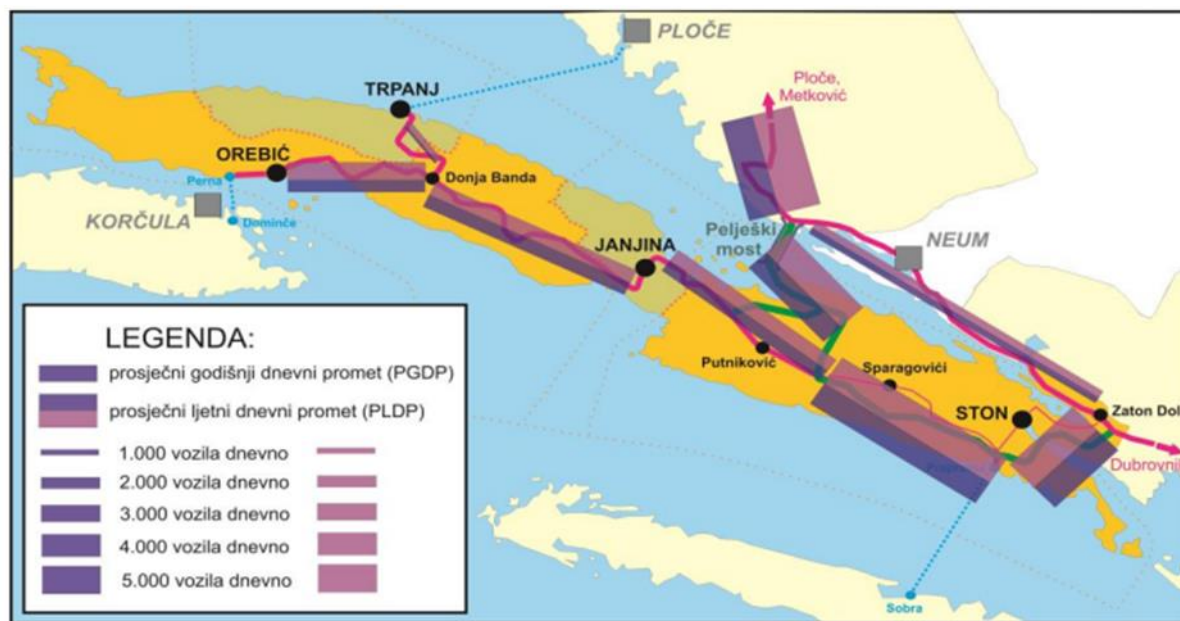 PLOČE
Ploče,
Metković
TRPANJ
OREBIĆ
Perna
Donja Banda
KORČULA
Dominče
Pelješki
most
NEUM
JANJINA
Putniković
Sparagovići
STON
Zaton Dol
Dubrovnik
Sobra
LEGENDA:
prosječni godišnji dnevni promet (PGDP)
prosječni ljetni dnevni promet (PLDP)
1.000 vozila dnevno
2.000 vozila dnevno
3.000 vozila dnevno
4.000 vozila dnevno
5.000 vozila dnevno